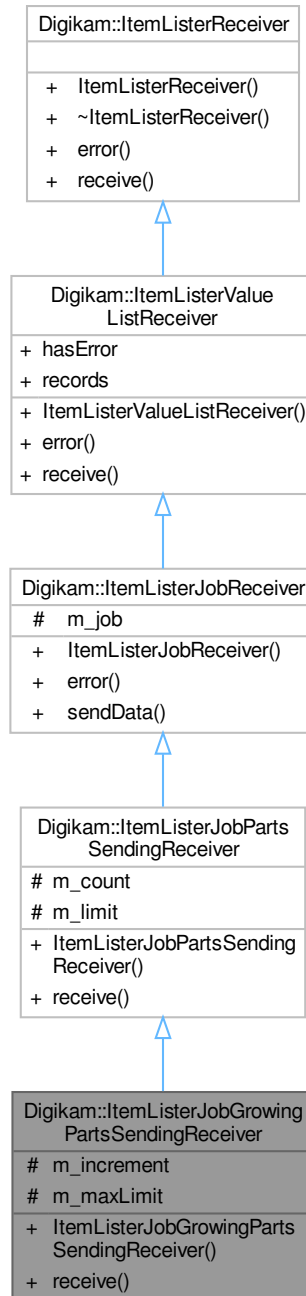 Digikam::ItemListerReceiver
+ ItemListerReceiver()
+ ~ItemListerReceiver()
+ error()
+ receive()
Digikam::ItemListerValue
ListReceiver
+ hasError
+ records
+ ItemListerValueListReceiver()
+ error()
+ receive()
Digikam::ItemListerJobReceiver
# m_job
+ ItemListerJobReceiver()
+ error()
+ sendData()
Digikam::ItemListerJobParts
SendingReceiver
# m_count
# m_limit
+ ItemListerJobPartsSending
Receiver()
+ receive()
Digikam::ItemListerJobGrowing
PartsSendingReceiver
# m_increment
# m_maxLimit
+ ItemListerJobGrowingParts
SendingReceiver()
+ receive()